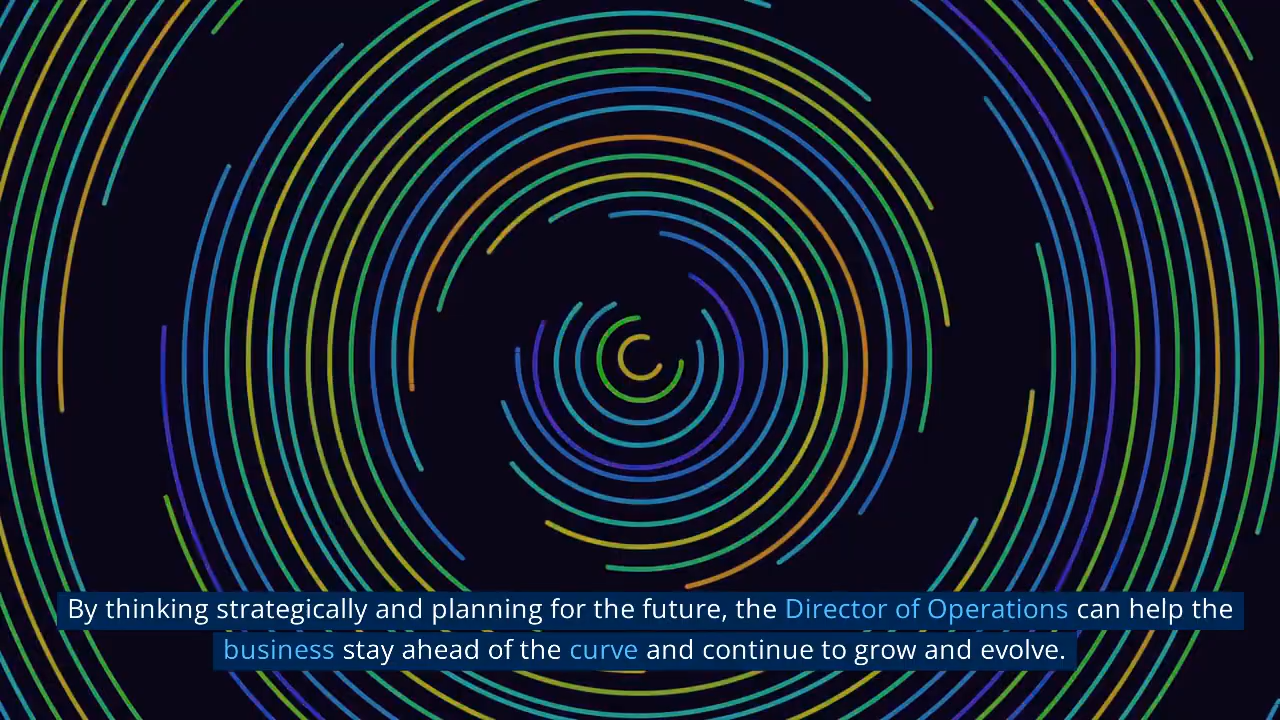 By thinking strategically and planning for the future, the Director of Operations can help the
business stay ahead of the curve and continue to grow and evolve.